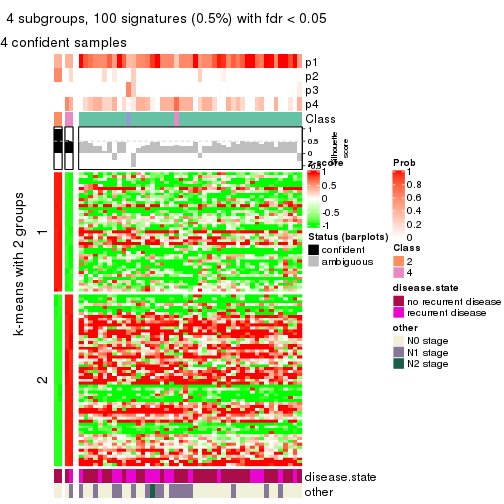 4 subgroups, 100 signatures (0.5%) with fdr < 0.05
4 confident samples
p1
p2
p3
p4
Class
1
0.5
0
-0.5
Silhouette
score
k-means with 2 groups
1
2
z-score
1
0.5
0
-0.5
-1
Status (barplots)
confident
ambiguous
Prob
1
0.8
0.6
0.4
0.2
0
Class
2
4
disease.state
no recurrent disease
recurrent disease
other
N0 stage
N1 stage
N2 stage
disease.state
other